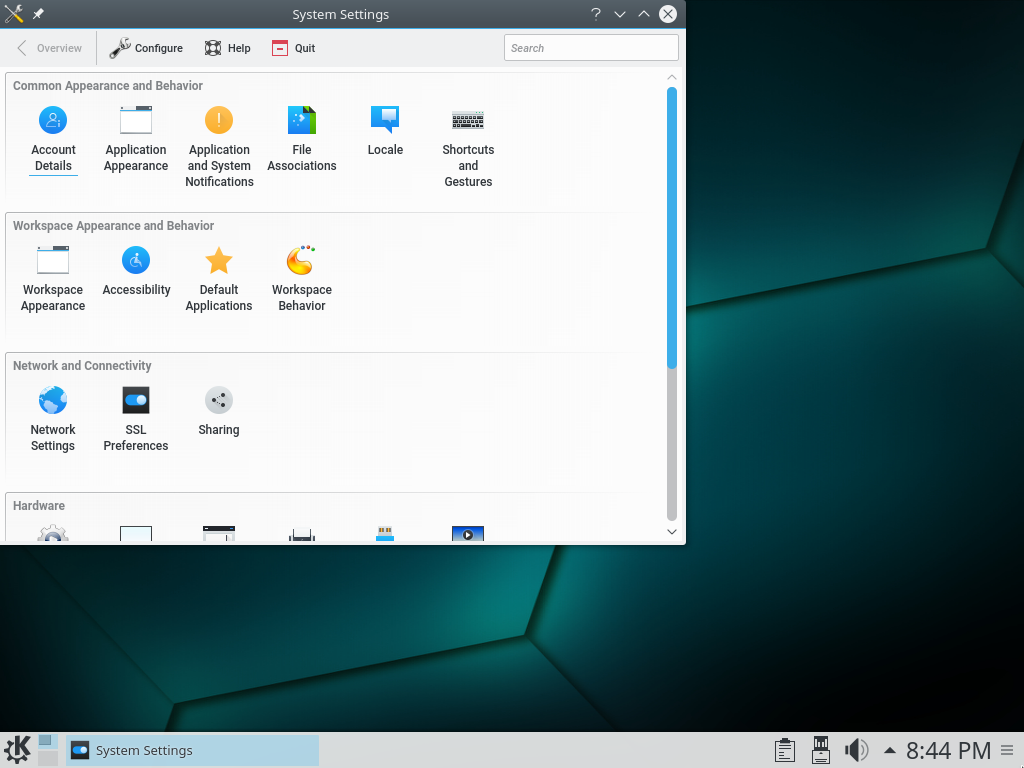 System Settings
Overview
Configure
Help
Quit
Search
Common Appearance and Behavior
Account
Details
Application
Appearance
Application
and System
Notifications
File
Associations
Locale
Shortcuts
and
Gestures
Workspace Appearance and Behavior
Workspace
Appearance
Accessibility
Default
Applications
Workspace
Behavior
Network and Connectivity
Network
Settings
SSL
Preferences
Sharing
Hardware
System Settings
8:44 PM